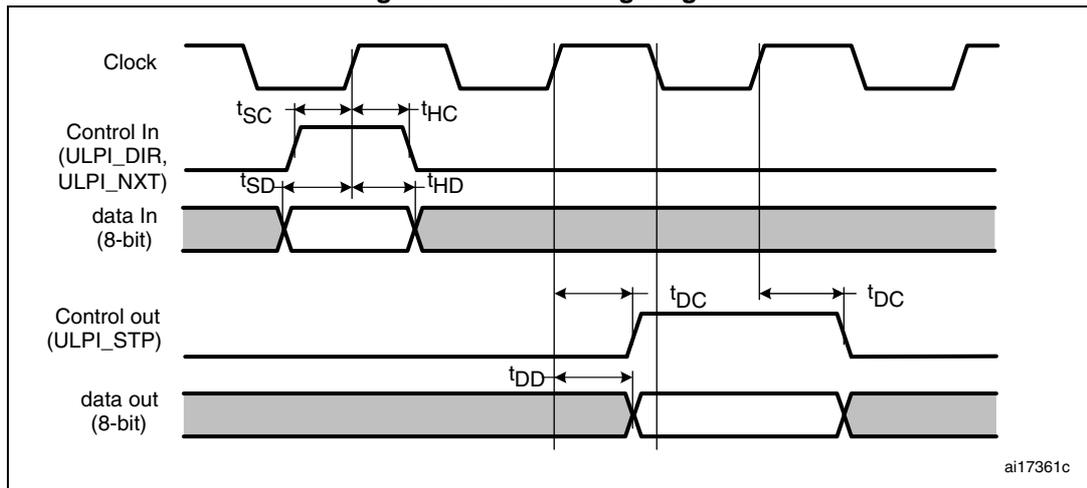 Clock
tSC
tHC
Control In
(ULPI_DIR,
ULPI_NXT)
tSD
tHD
data In
(8-bit)
tDC
tDC
Control out
(ULPI_STP)
tDD
data out
(8-bit)
ai17361c